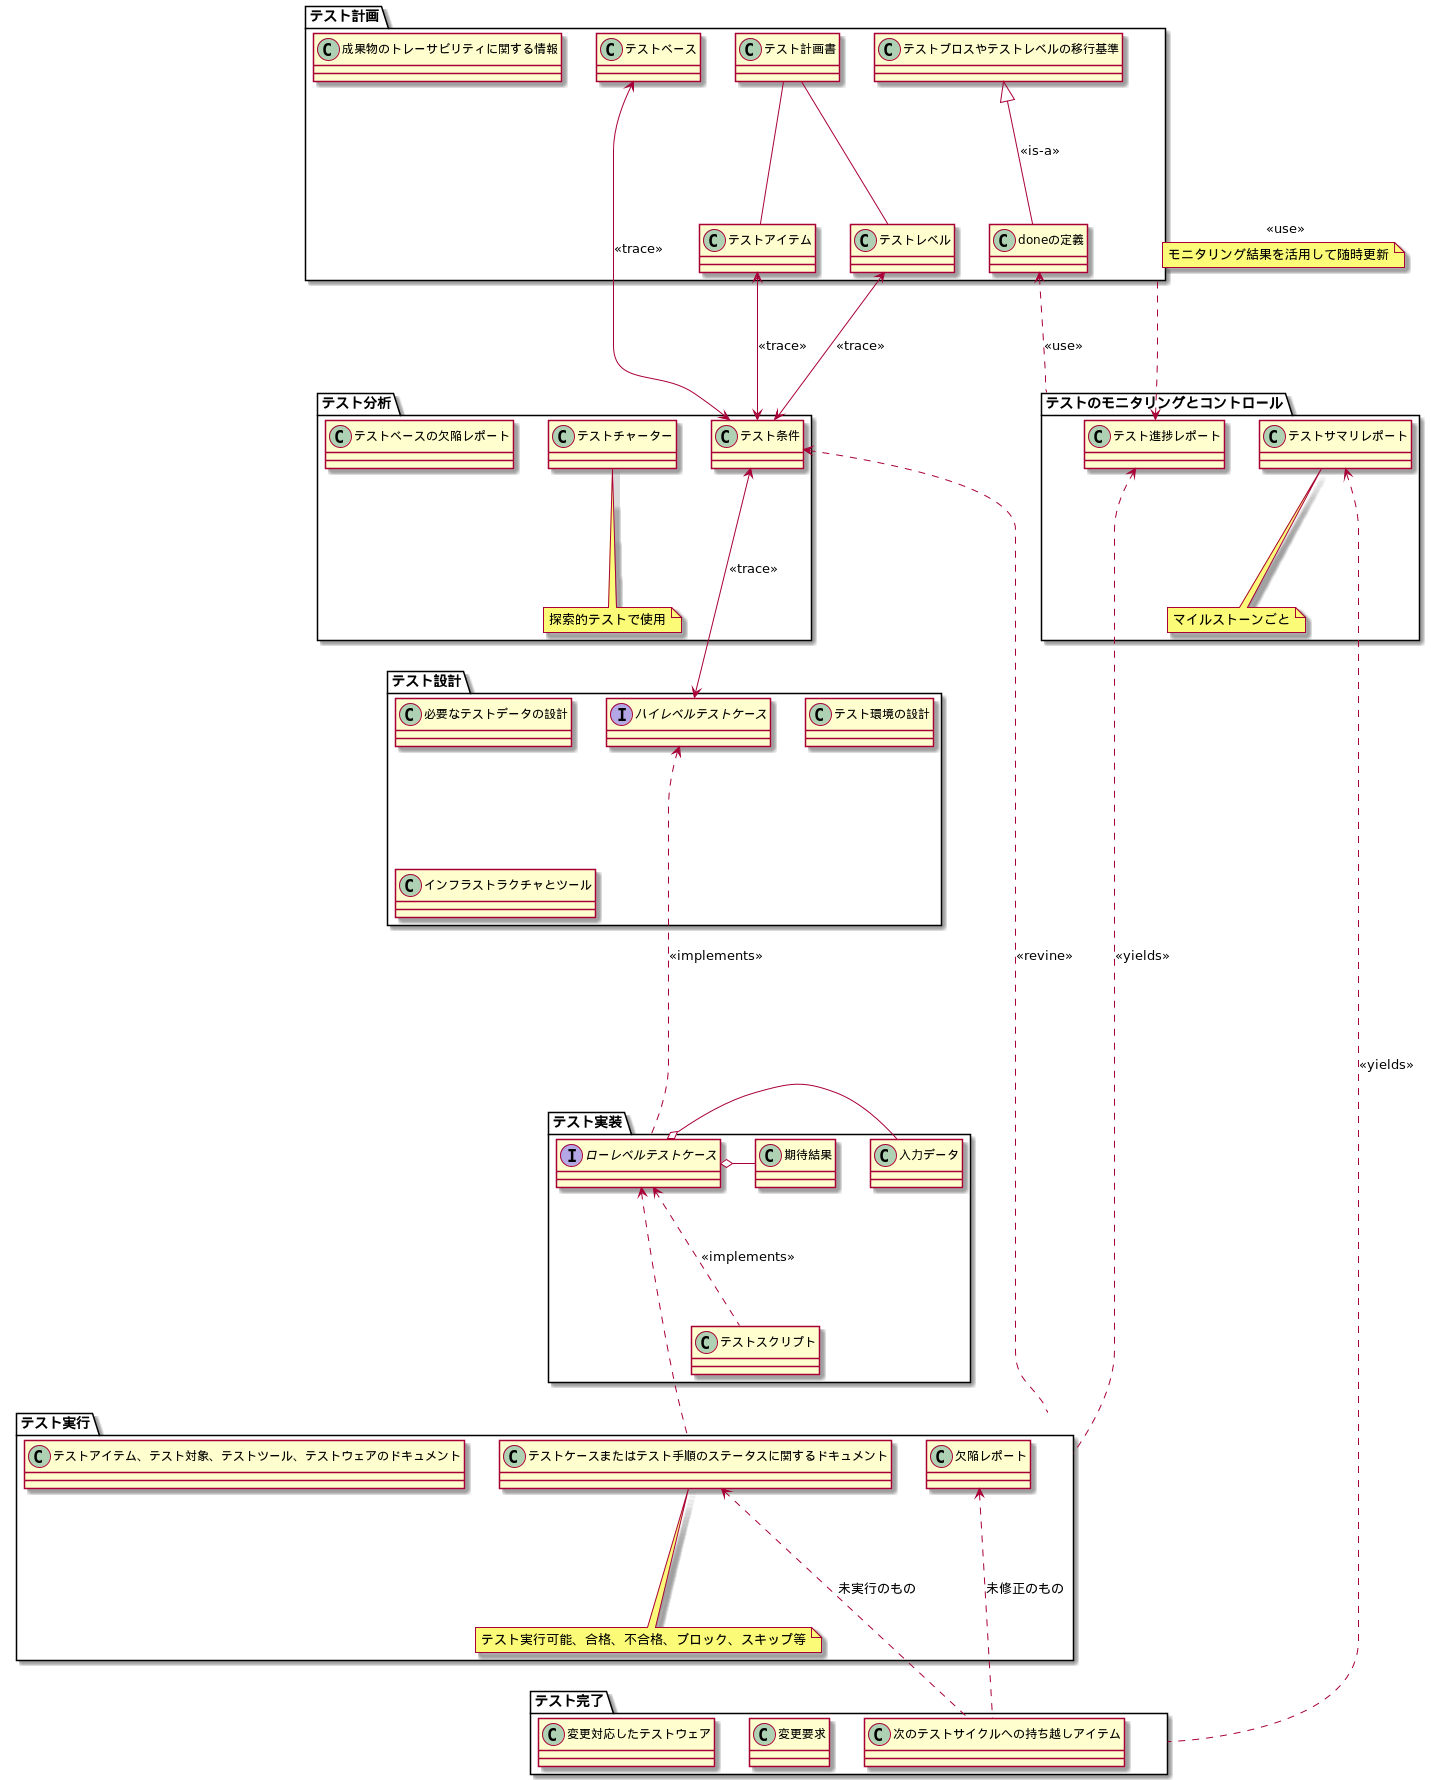 テスト計画
C 成果物のトレーサビリティに関する情報
C テストベース
C テスト計画書
C テストプロスやテストレベルの移行基準
«is-a»
«trace»
C テストアイテム
C テストレベル
C doneの定義
«use»
モニタリング結果を活用して随時更新
«trace»
«trace»
«use»
テスト分析
C テストベースの欠陥レポート
C テストチャーター
C テスト条件
テストのモニタリングとコントロール
C テスト進捗レポート
C テストサマリレポート
«trace»
探索的テストで使用
マイルストーンごと
テスト設計
C 必要なテストデータの設計
I ハイレベルテストケース
C テスト環境の設計
C インフラストラクチャとツール
«implements»
«revine»
«yields»
«yields»
テスト実装
I ローレベルテストケース
C 期待結果
C 入力データ
«implements»
C テストスクリプト
テスト実行
C テストアイテム、テスト対象、テストツール、テストウェアのドキュメント
C テストケースまたはテスト手順のステータスに関するドキュメント
C 欠陥レポート
未実行のもの
未修正のもの
テスト実行可能、合格、不合格、ブロック、スキップ等
テスト完了
C 変更対応したテストウェア
C 変更要求
C 次のテストサイクルへの持ち越しアイテム